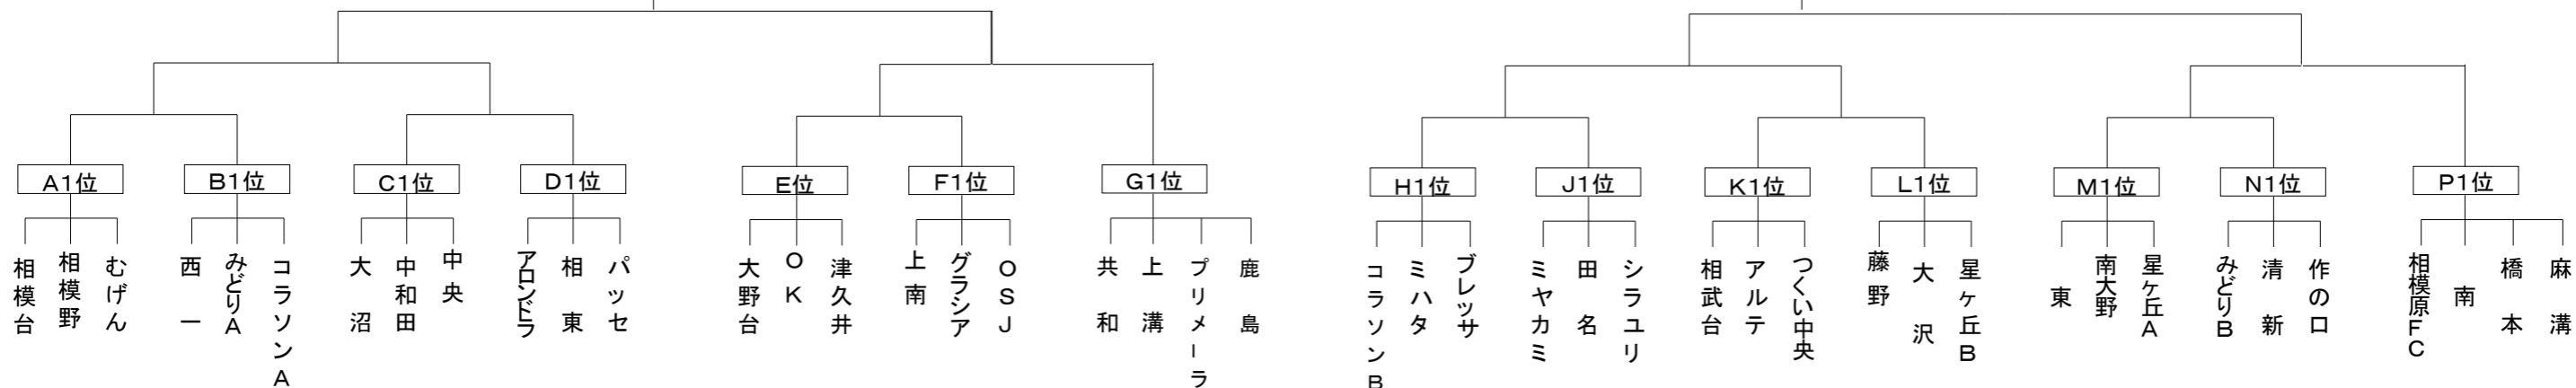 A1位
B1位
C1位
D1位
E位
F1位
G1位
H1位
J1位
K1位
L1位
M1位
N1位
P1位
相模台
相模野
むげん
西一
みどりA
コラソンA
大沼
中和田
中央
アロンドラ
相東
パッセ
大野台
OK
津久井
上南
グラシア
OSJ
共和
上溝
プリメーラ
鹿島
コラソンB
ミハタ
ブレッサ
ミヤカミ
田名
シラユリ
相武台
アルテ
つくい中央
藤野
大沢
星ヶ丘B
東
南大野
星ヶ丘A
みどりB
清新
作の口
相模原FC
南
橋本
麻溝